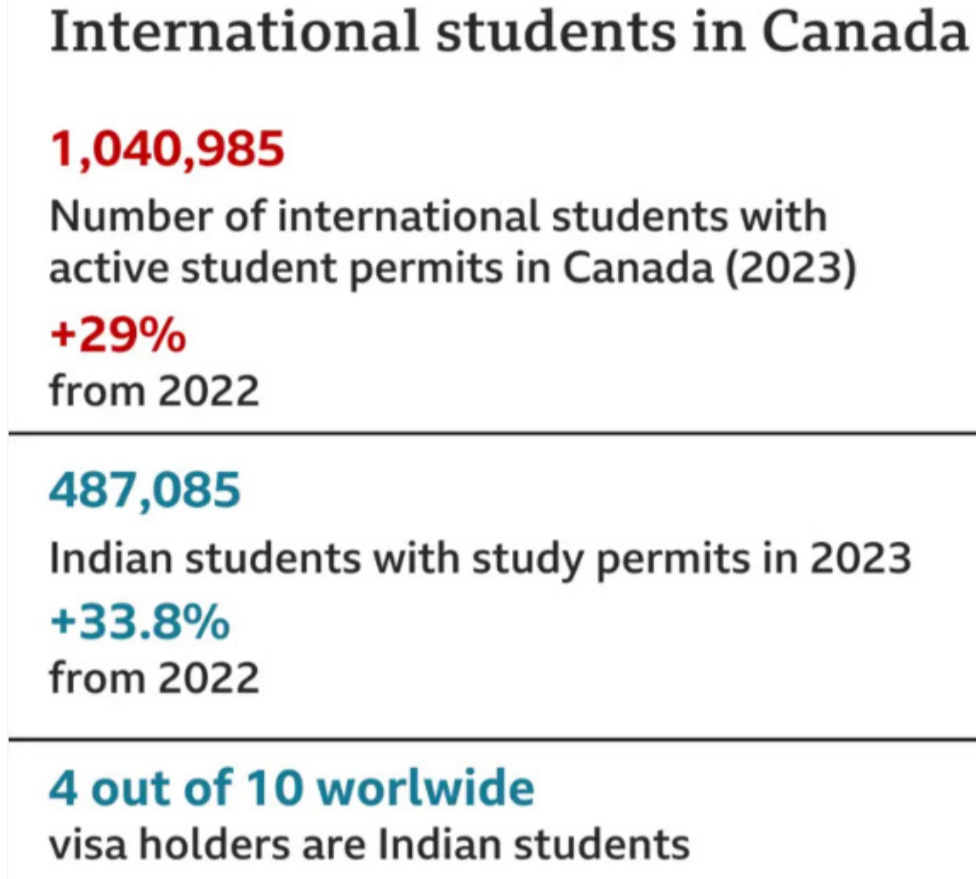 International students in Canada
1,040,985
Number of international students with
active student permits in Canada (2023)
+29%
from 2022
487,085
Indian students with study permits in 2023
+33.8%
from 2022
4 out of 10 worlwide
visa holders are Indian students